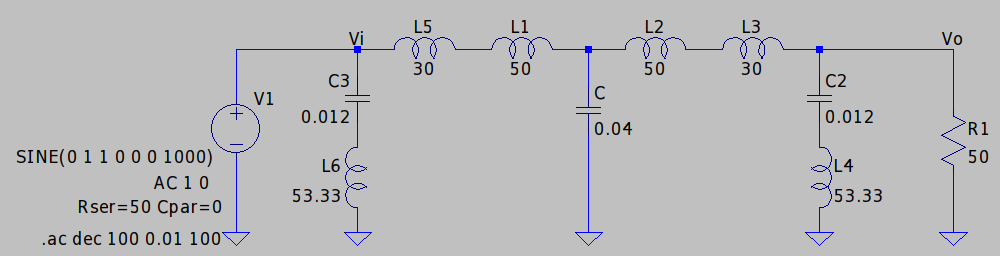 L5
L1
L2
L3
Vi
Vo
30
50
50
30
C3
C2
V1
C
0.012
0.012
0.04
R1
SINE(0 1 1 0 0 0 1000)
50
L6
L4
AC 1 0
53.33
53.33
Rser=50 Cpar=0
.ac dec 100 0.01 100